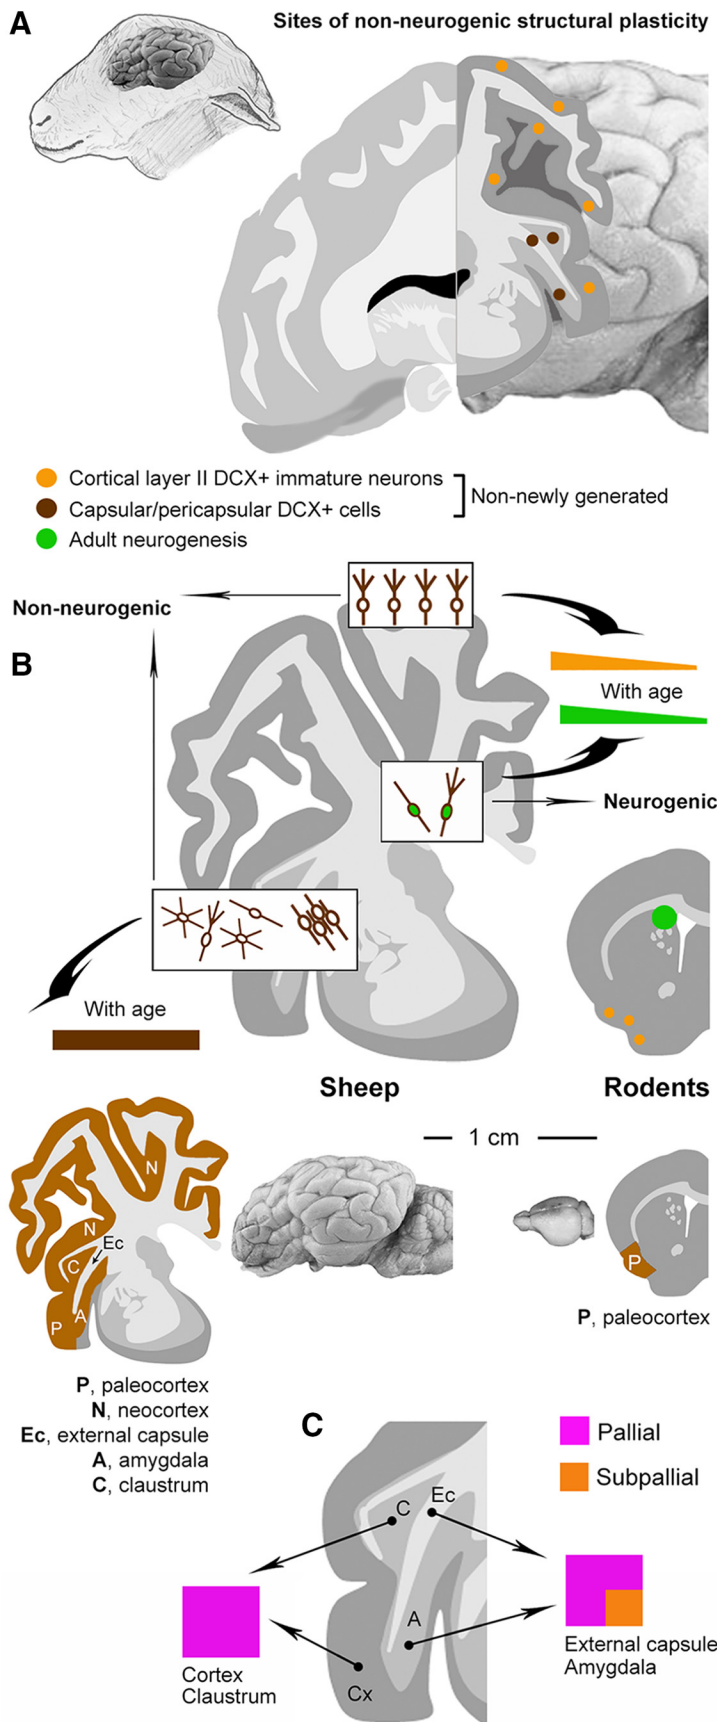 A
Sites of non-neurogenic structural plasticity
Cortical layer II DCX+ immature neurons
Capsular/pericapsular DCX+ cells
Non-newly generated
Adult neurogenesis
Non-neurogenic
B
With age
Neurogenic
With age
Sheep
Rodents
1 cm
N
N
Ec
C
A
P
P
P, paleocortex
P, paleocortex
N, neocortex
Ec, external capsule
A, amygdala
C, claustrum
C
Pallial
Subpallial
C
Ec
A
Cx
Cortex
Claustrum
External capsule
Amygdala